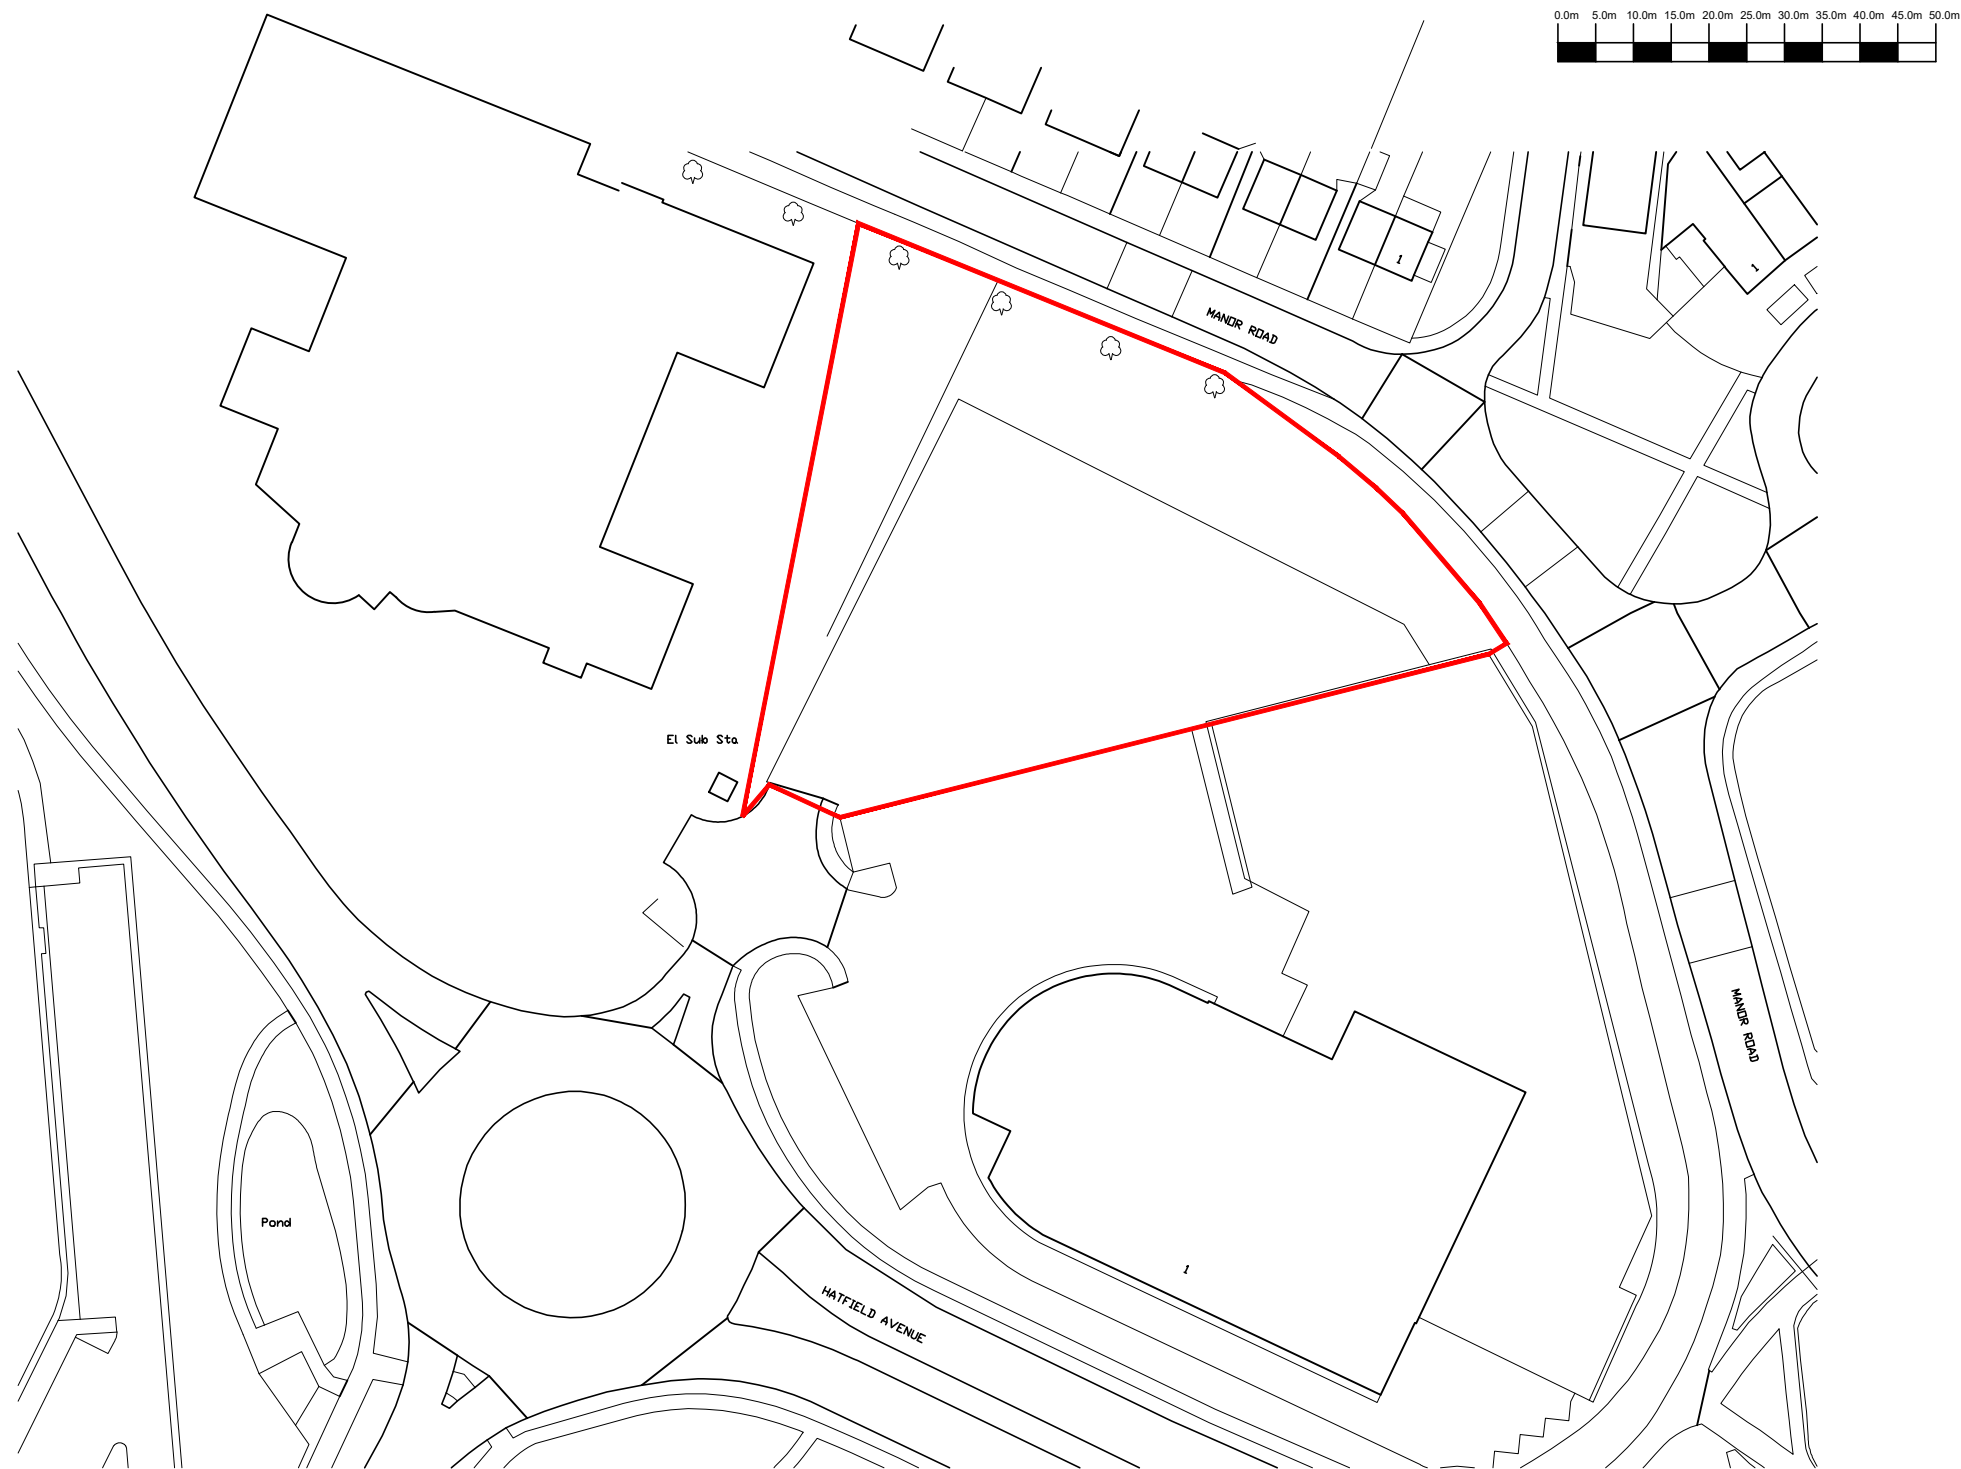 0.0m 5.0m 10.0m 15.0m 20.0m 25.0m 30.0m 35.0m 40.0m 45.0m 50.0m
1
1
MANOR ROAD
El Sub Sta
MANOR ROAD
Pond
1
HATFIELD AVENUE